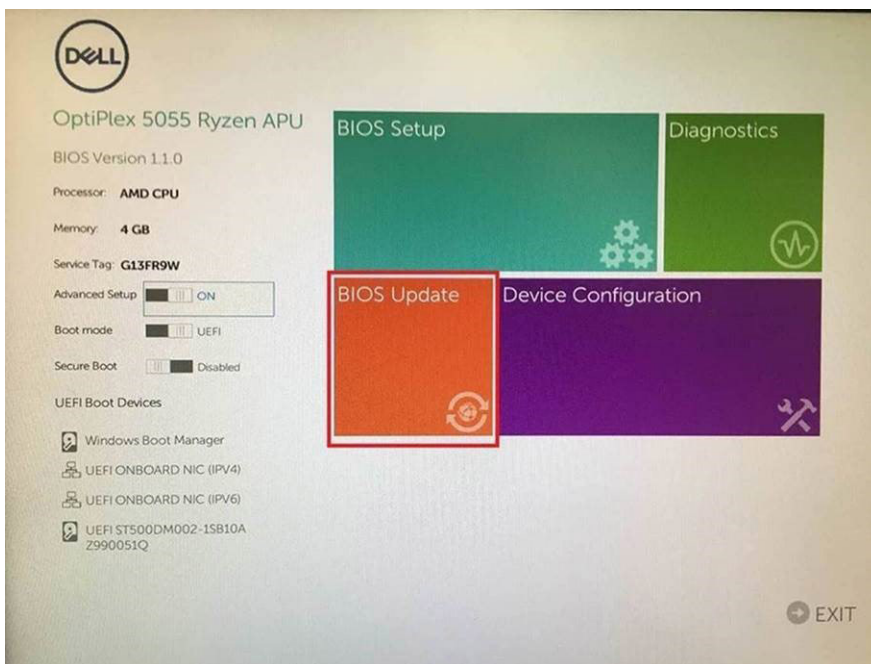 DELL
OptiPlex 5055 Ryzen APU
BIOS Version 1.1.0
Processor: AMD CPU
Memory: 4 GB
Service Tag: G13FR9W
Advanced Setup ON
Boot mode UEFI
Secure Boot Disabled
UEFI Boot Devices
Windows Boot Manager
UEFI ONBOARD NIC (IPV4)
UEFI ONBOARD NIC (IPV6)
UEFI ST500DM002-1SB10A
Z990051Q
BIOS Setup
Diagnostics
BIOS Update
Device Configuration
EXIT